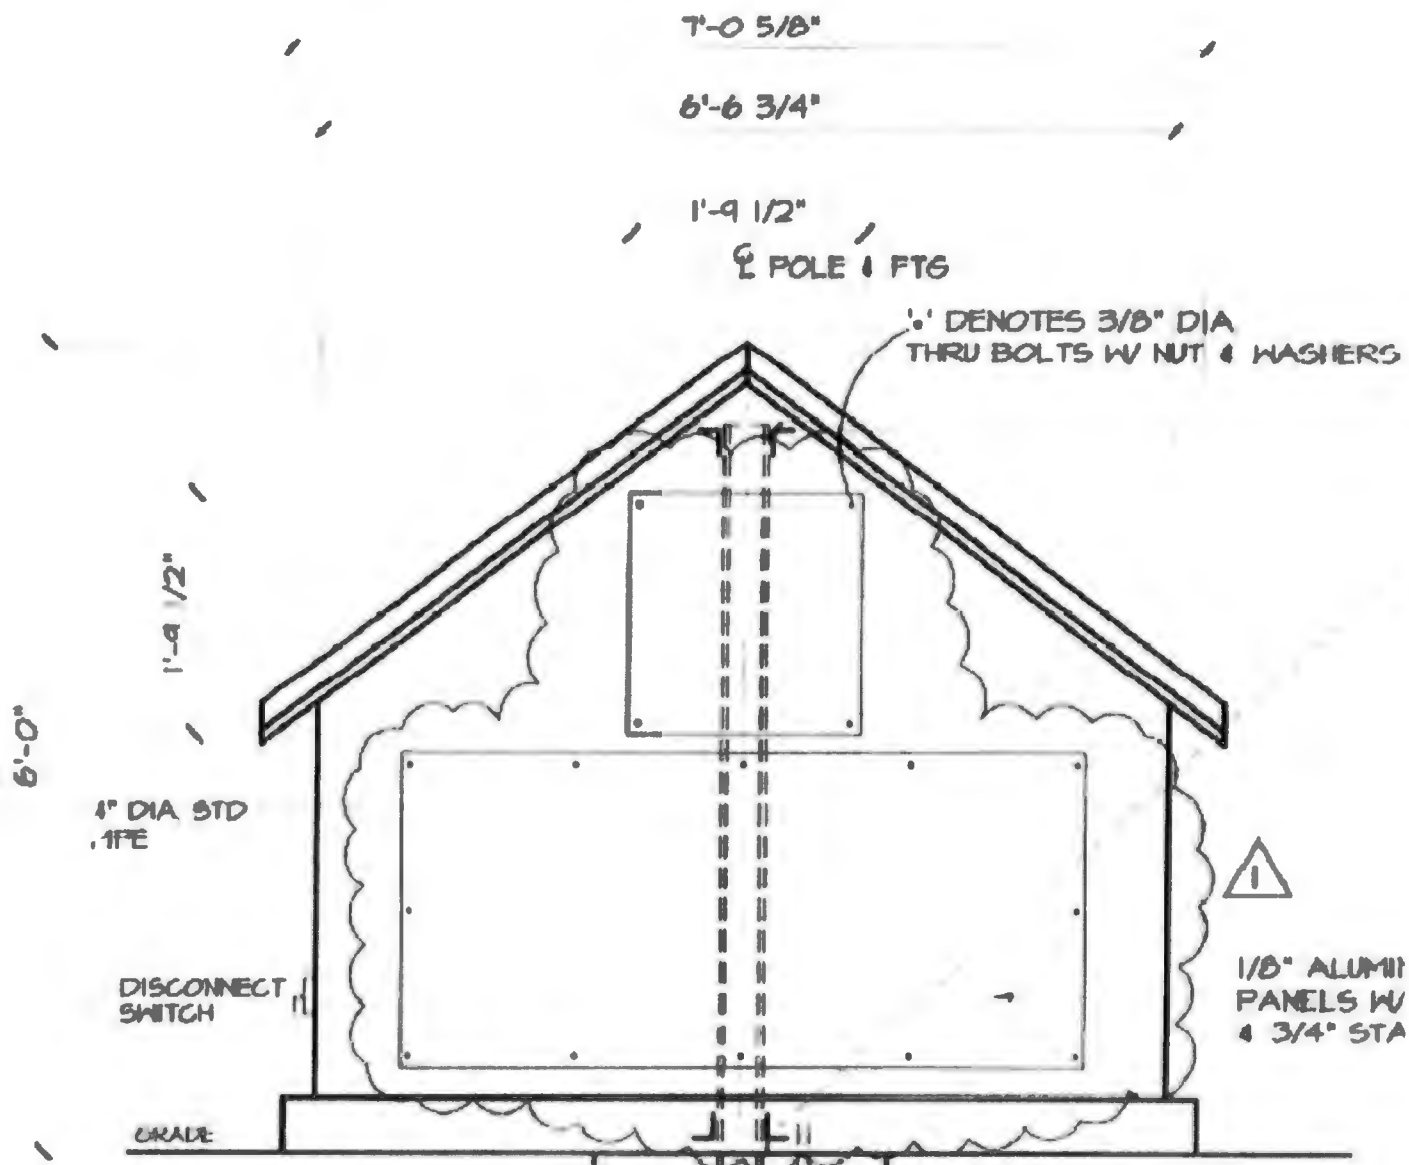 7'-0 5/8"
6'-6 3/4"
1'-9 1/2"
℄ POLE & FTG
'•' DENOTES 3/8" DIA
THRU BOLTS W/ NUT & WASHERS
1'-9 1/2"
6'-0"
4" DIA STD
DISCONNECT
SWITCH
1
1/8" ALUMI
PANELS W/
& 3/4" STA
GRADE